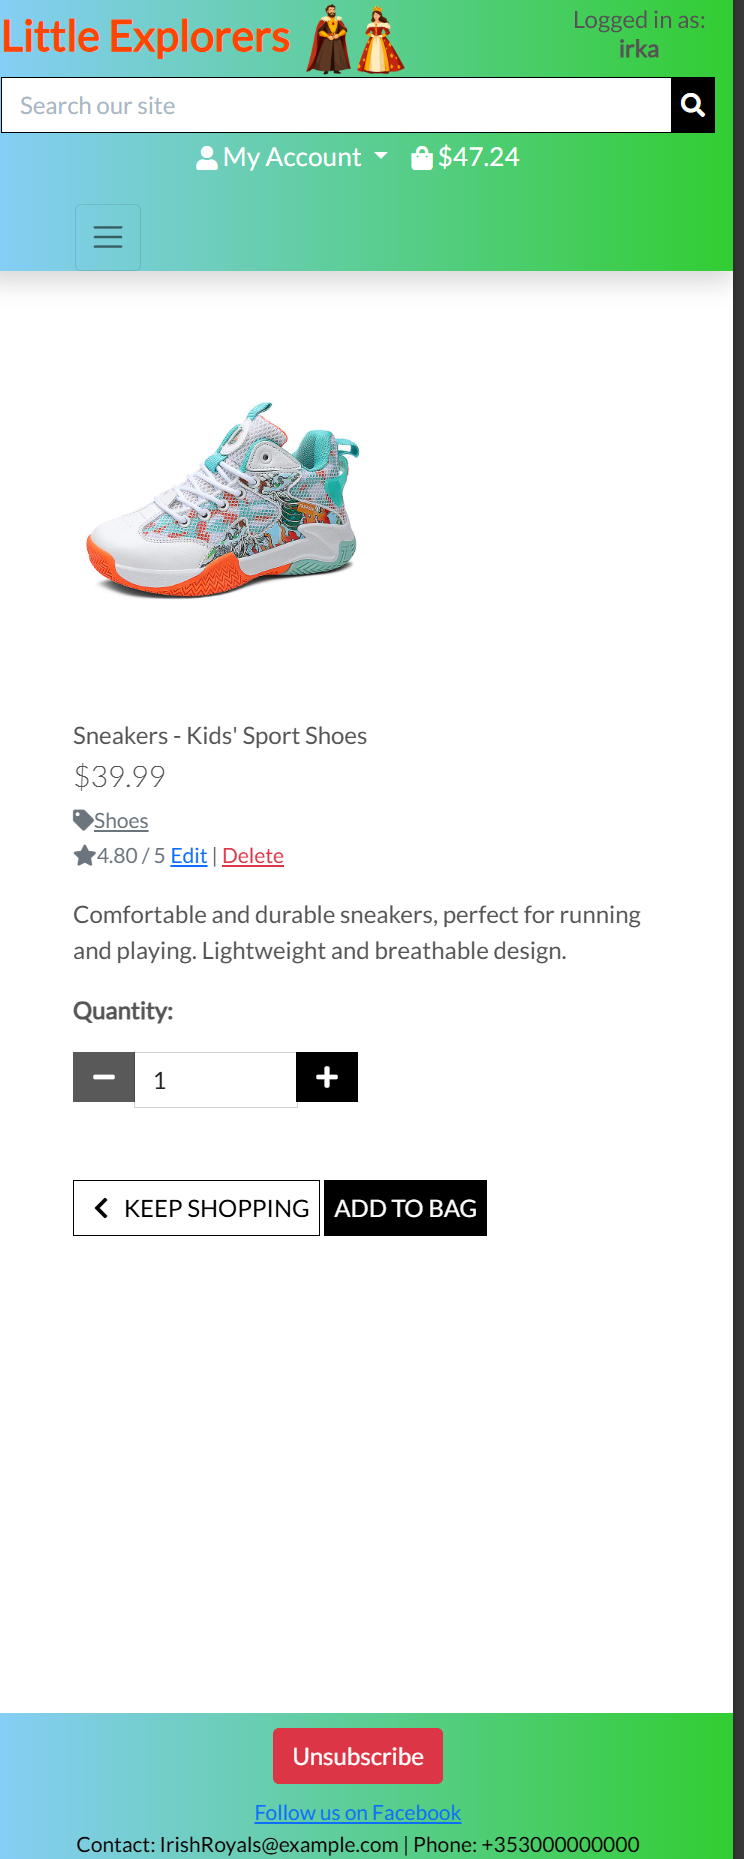 Little Explorers
Logged in as:
irka
Search our site
My Account
$47.24
Sneakers - Kids' Sport Shoes
$39.99
Shoes
4.80 / 5 Edit | Delete
Comfortable and durable sneakers, perfect for running
and playing. Lightweight and breathable design.
Quantity:
1
KEEP SHOPPING
ADD TO BAG
Unsubscribe
Follow us on Facebook
Contact: IrishRoyals@example.com | Phone: +353000000000